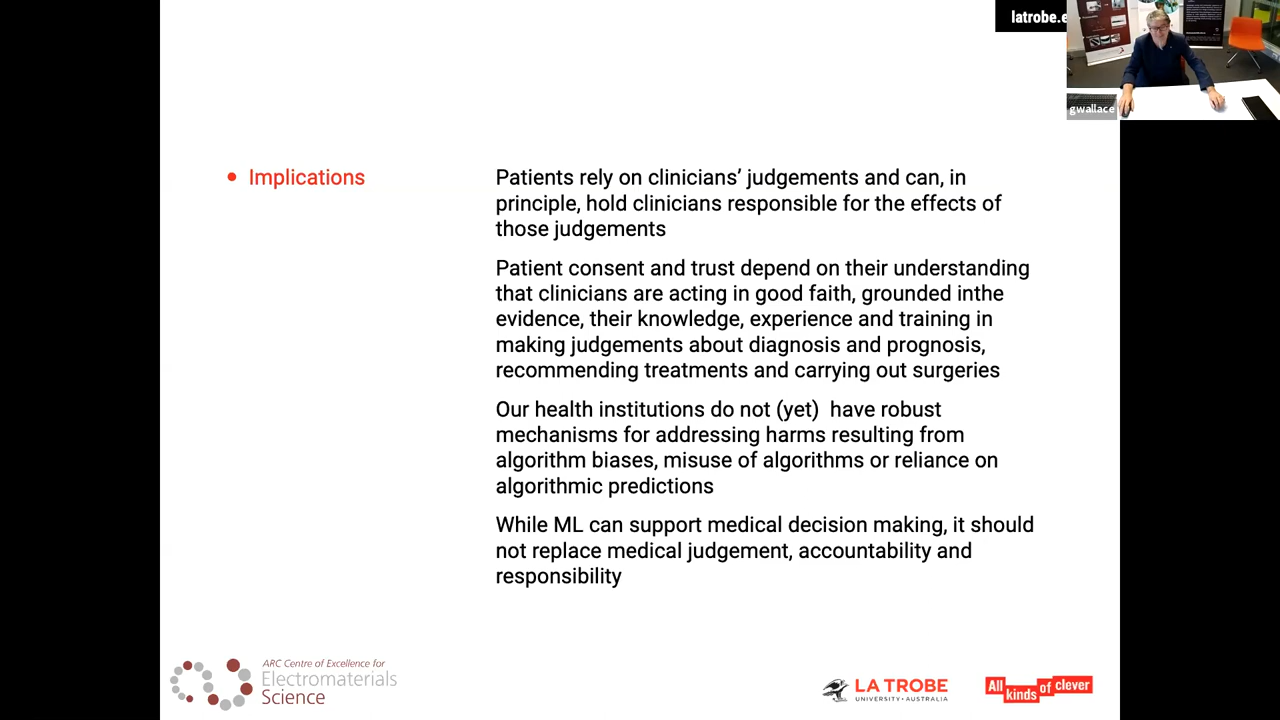 latrobe.e
gwallace
• Implications
Patients rely on clinicians’ judgements and can, in
principle, hold clinicians responsible for the effects of
those judgements
Patient consent and trust depend on their understanding
that clinicians are acting in good faith, grounded inthe
evidence, their knowledge, experience and training in
making judgements about diagnosis and prognosis,
recommending treatments and carrying out surgeries
Our health institutions do not (yet)  have robust
mechanisms for addressing harms resulting from
algorithm biases, misuse of algorithms or reliance on
algorithmic predictions
While ML can support medical decision making, it should
not replace medical judgement, accountability and
responsibility
ARC Centre of Excellence for
Electromaterials
Science
LA TROBE
UNIVERSITY • AUSTRALIA
All kinds of clever